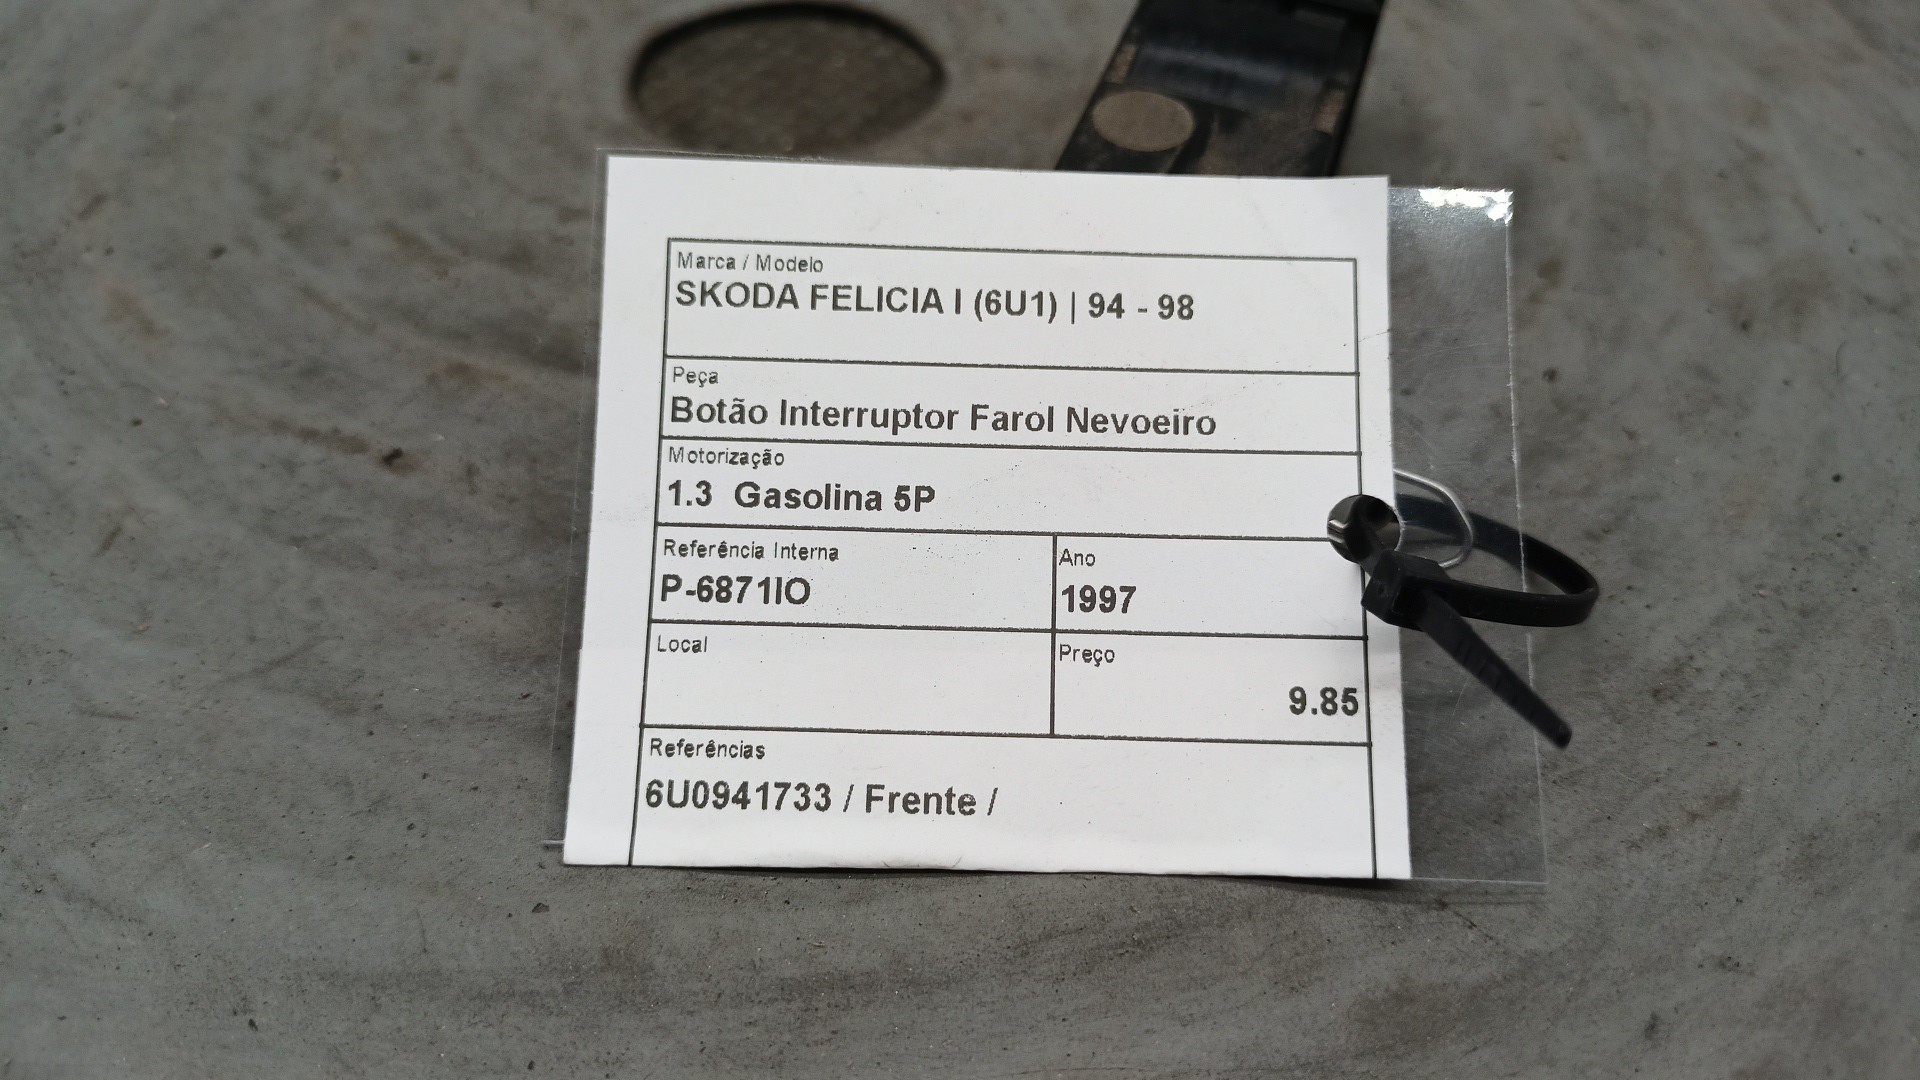 Marca / Modelo
SKODA FELICIA I (6U1) | 94 - 98
Peça
Botão Interruptor Farol Nevoeiro
Motorização
1.3 Gasolina 5P
Referência Interna
P-6871IO
Ano
1997
Local
Preço
9.85
Referências
6U0941733 / Frente /